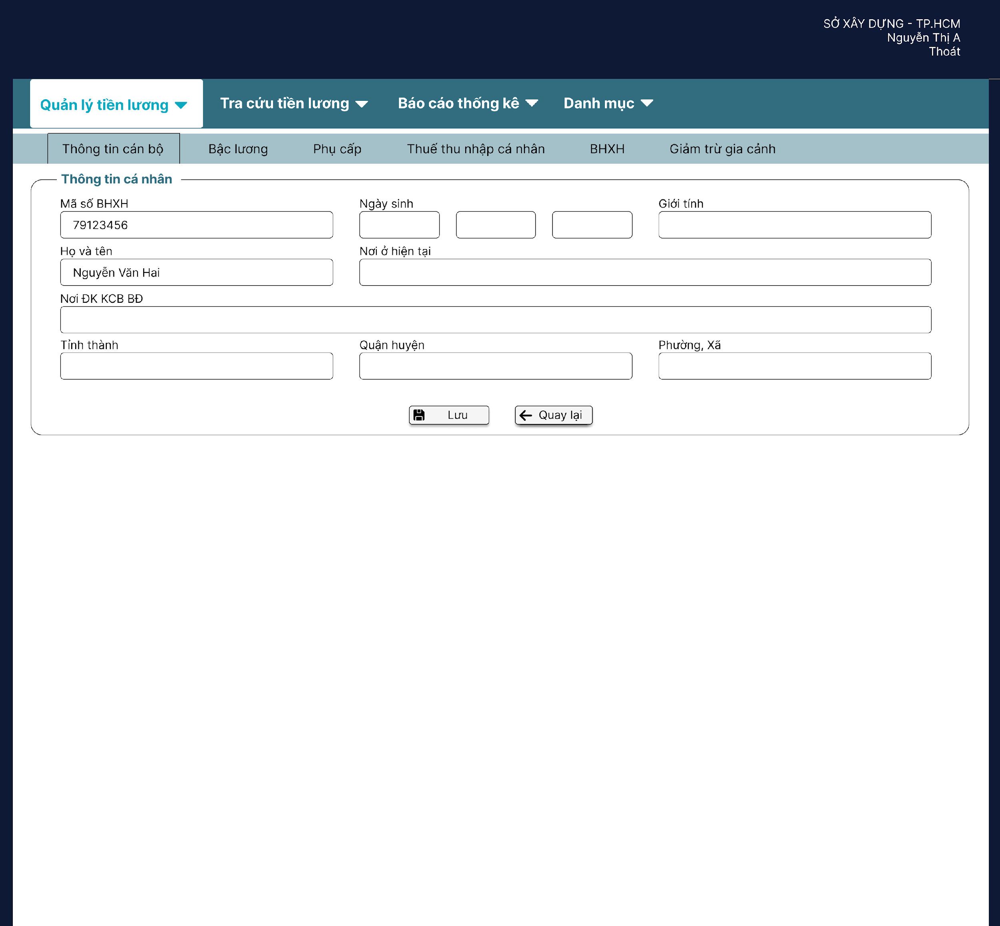 SỞ XÂY DỰNG - TP.HCM
Nguyễn Thị A
Thoát
Quản lý tiền lương Tra cứu tiền lương Báo cáo thống kê Danh mục
Thông tin cán bộ Bậc lương Phụ cấp Thuế thu nhập cá nhân BHXH Giảm trừ gia cảnh
Thông tin cá nhân
Mã số BHXH Ngày sinh Giới tính
79123456
Họ và tên Nơi ở hiện tại
Nguyễn Văn Hai
Nơi ĐK KCB BĐ
Tỉnh thành Quận huyện Phường, Xã
Lưu Quay lại